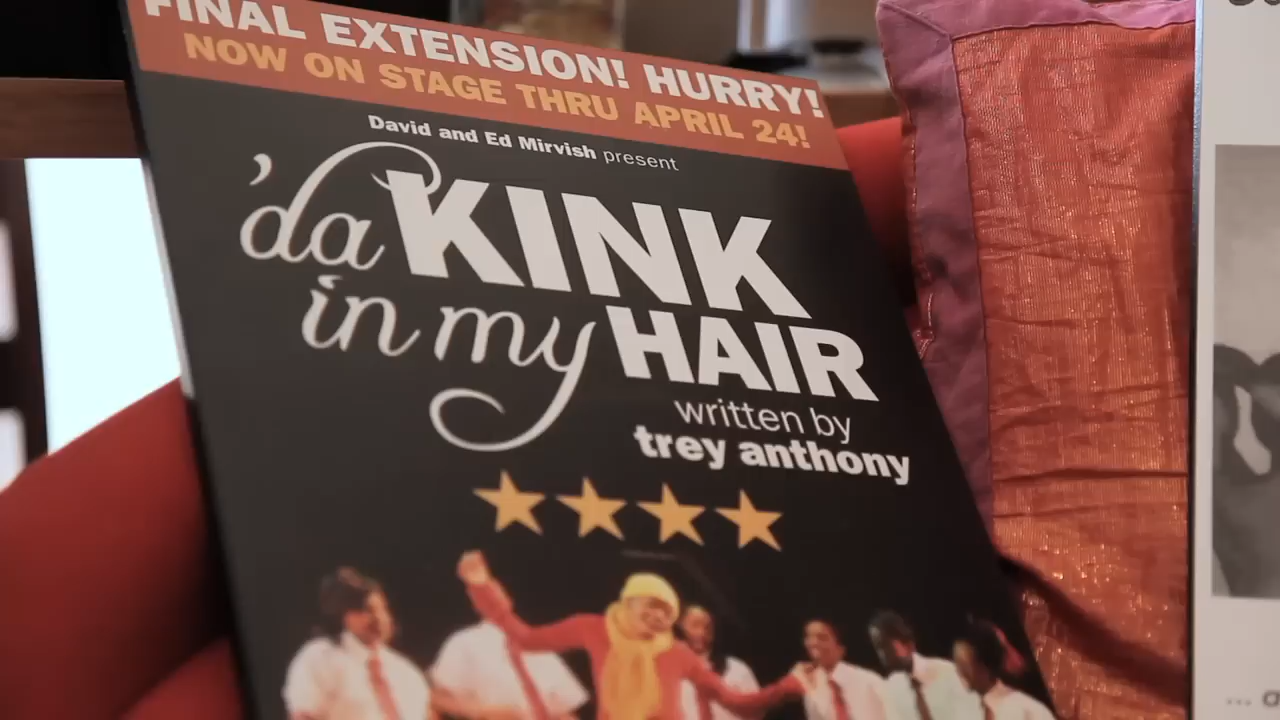 FINAL EXTENSION! HURRY!
NOW ON STAGE THRU APRIL 24!
David and Ed Mirvish present
'da KINK
in my HAIR
written by
trey anthony